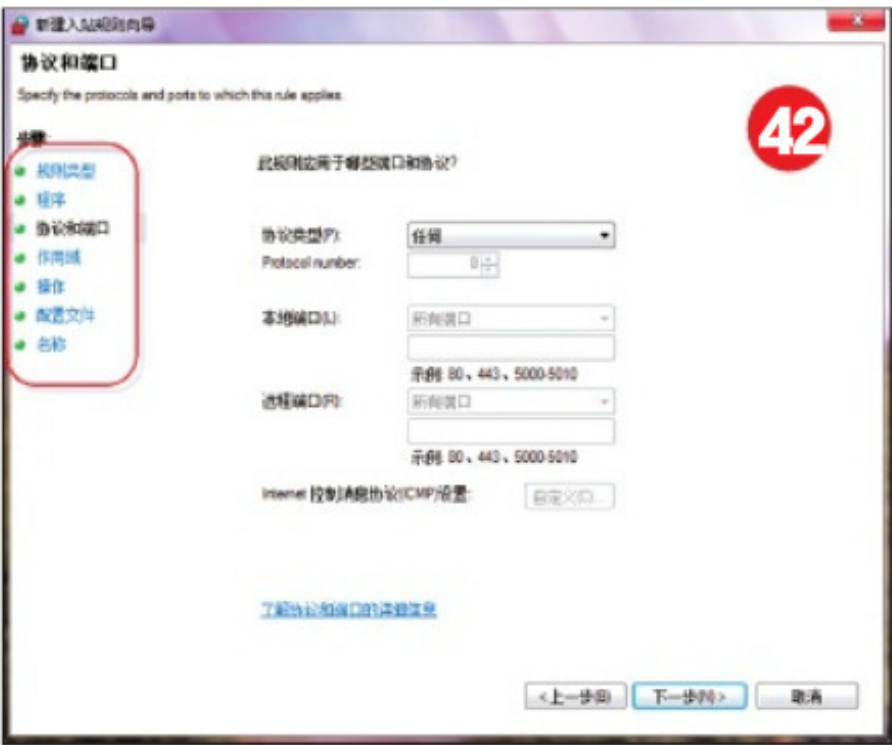 新建入站规则向导
协议和端口
Specify the protocols and ports to which this rule applies.
42
步骤:
规则类型
程序
协议和端口
作用域
操作
配置文件
名称
此规则应用于哪些端口和协议?
协议类型(P): 任何
Protocol number: 0
本地端口(L): 所有端口
示例: 80、443、5000-5010
远程端口(R): 所有端口
示例: 80、443、5000-5010
Internet 控制消息协议(ICMP)设置: 自定义(U)...
了解协议和端口的详细信息
<上一步(B) 下一步(N)> 取消